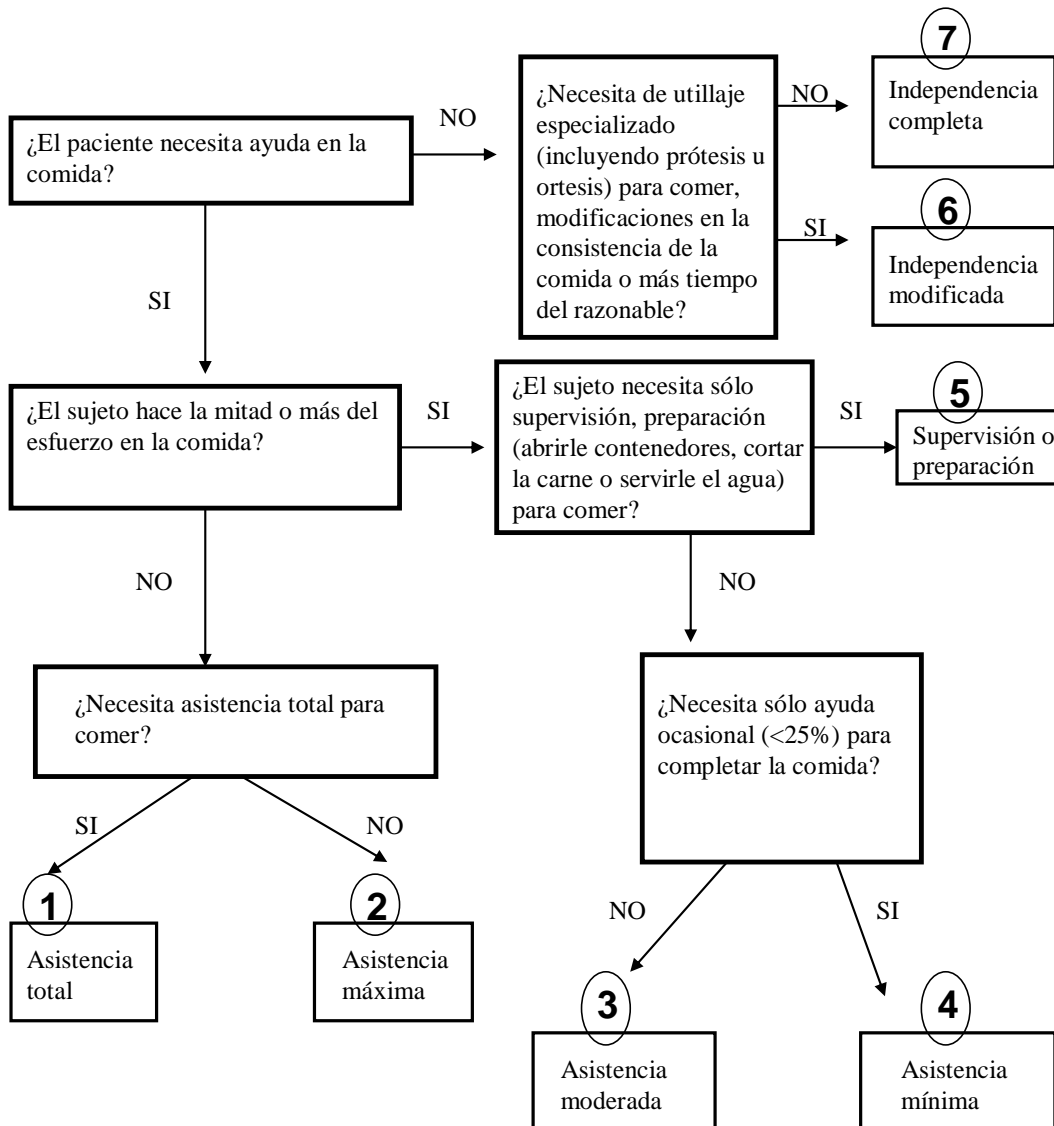 7
¿Necesita de utillaje
especializado
(incluyendo prótesis u
ortesis) para comer,
modificaciones en la
consistencia de la
comida o más tiempo
del razonable?
NO
Independencia
completa
NO
¿El paciente necesita ayuda en la
comida?
6
SI
Independencia
modificada
SI
¿El sujeto hace la mitad o más del
esfuerzo en la comida?
SI
¿El sujeto necesita sólo
supervisión, preparación
(abrirle contenedores, cortar
la carne o servirle el agua)
para comer?
SI
5
Supervisión o
preparación
NO
NO
¿Necesita asistencia total para
comer?
¿Necesita sólo ayuda
ocasional (<25%) para
completar la comida?
SI
NO
1
Asistencia
total
2
Asistencia
máxima
NO
SI
3
Asistencia
moderada
4
Asistencia
mínima